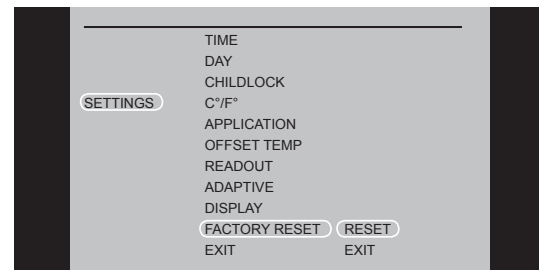 TIME
DAY
CHILDLOCK
SETTINGS C°/F°
APPLICATION
OFFSET TEMP
READOUT
ADAPTIVE
DISPLAY
FACTORY RESET RESET
EXIT EXIT